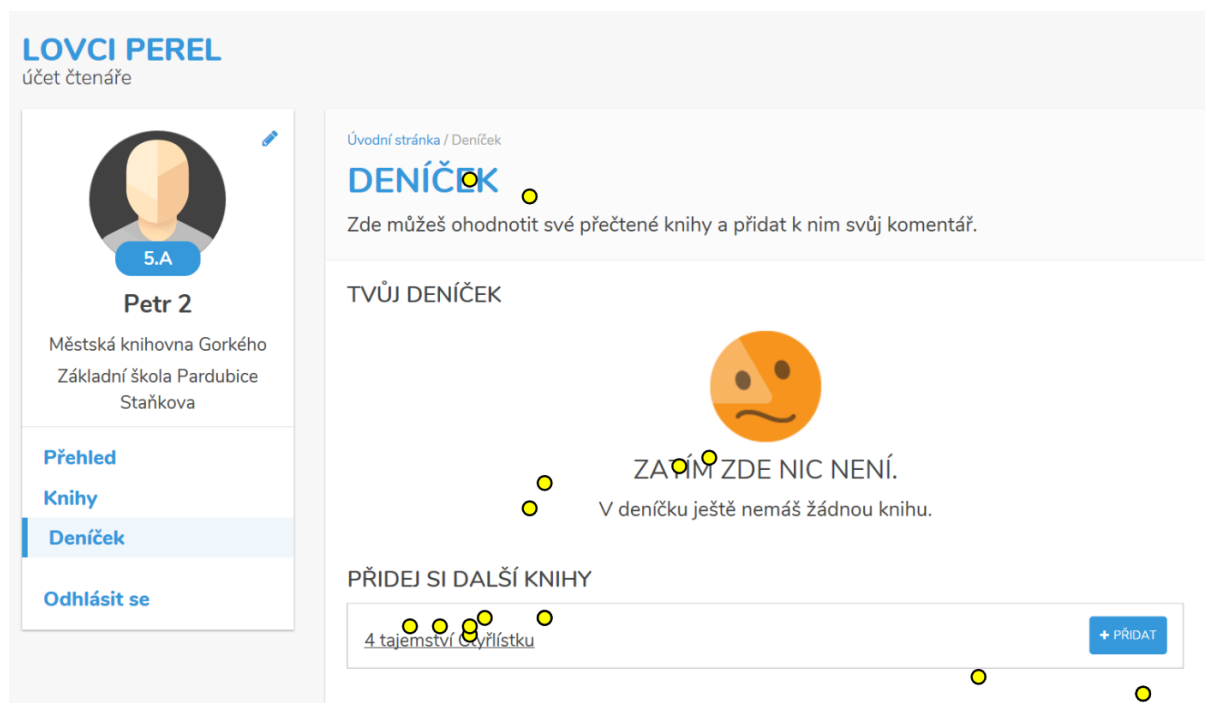 LOVCI PEREL
účet čtenáře
5.A
Petr 2
Městská knihovna Gorkého
Základní škola Pardubice
Staňkova
Přehled
Knihy
Deníček
Odhlásit se
Úvodní stránka / Deníček
DENÍČEK
Zde můžeš ohodnotit své přečtené knihy a přidat k nim svůj komentář.
TVŮJ DENÍČEK
ZATÍM ZDE NIC NENÍ.
V deníčku ještě nemáš žádnou knihu.
PŘIDEJ SI DALŠÍ KNIHY
4 tajemství Čtyřlístku
+ PŘIDAT